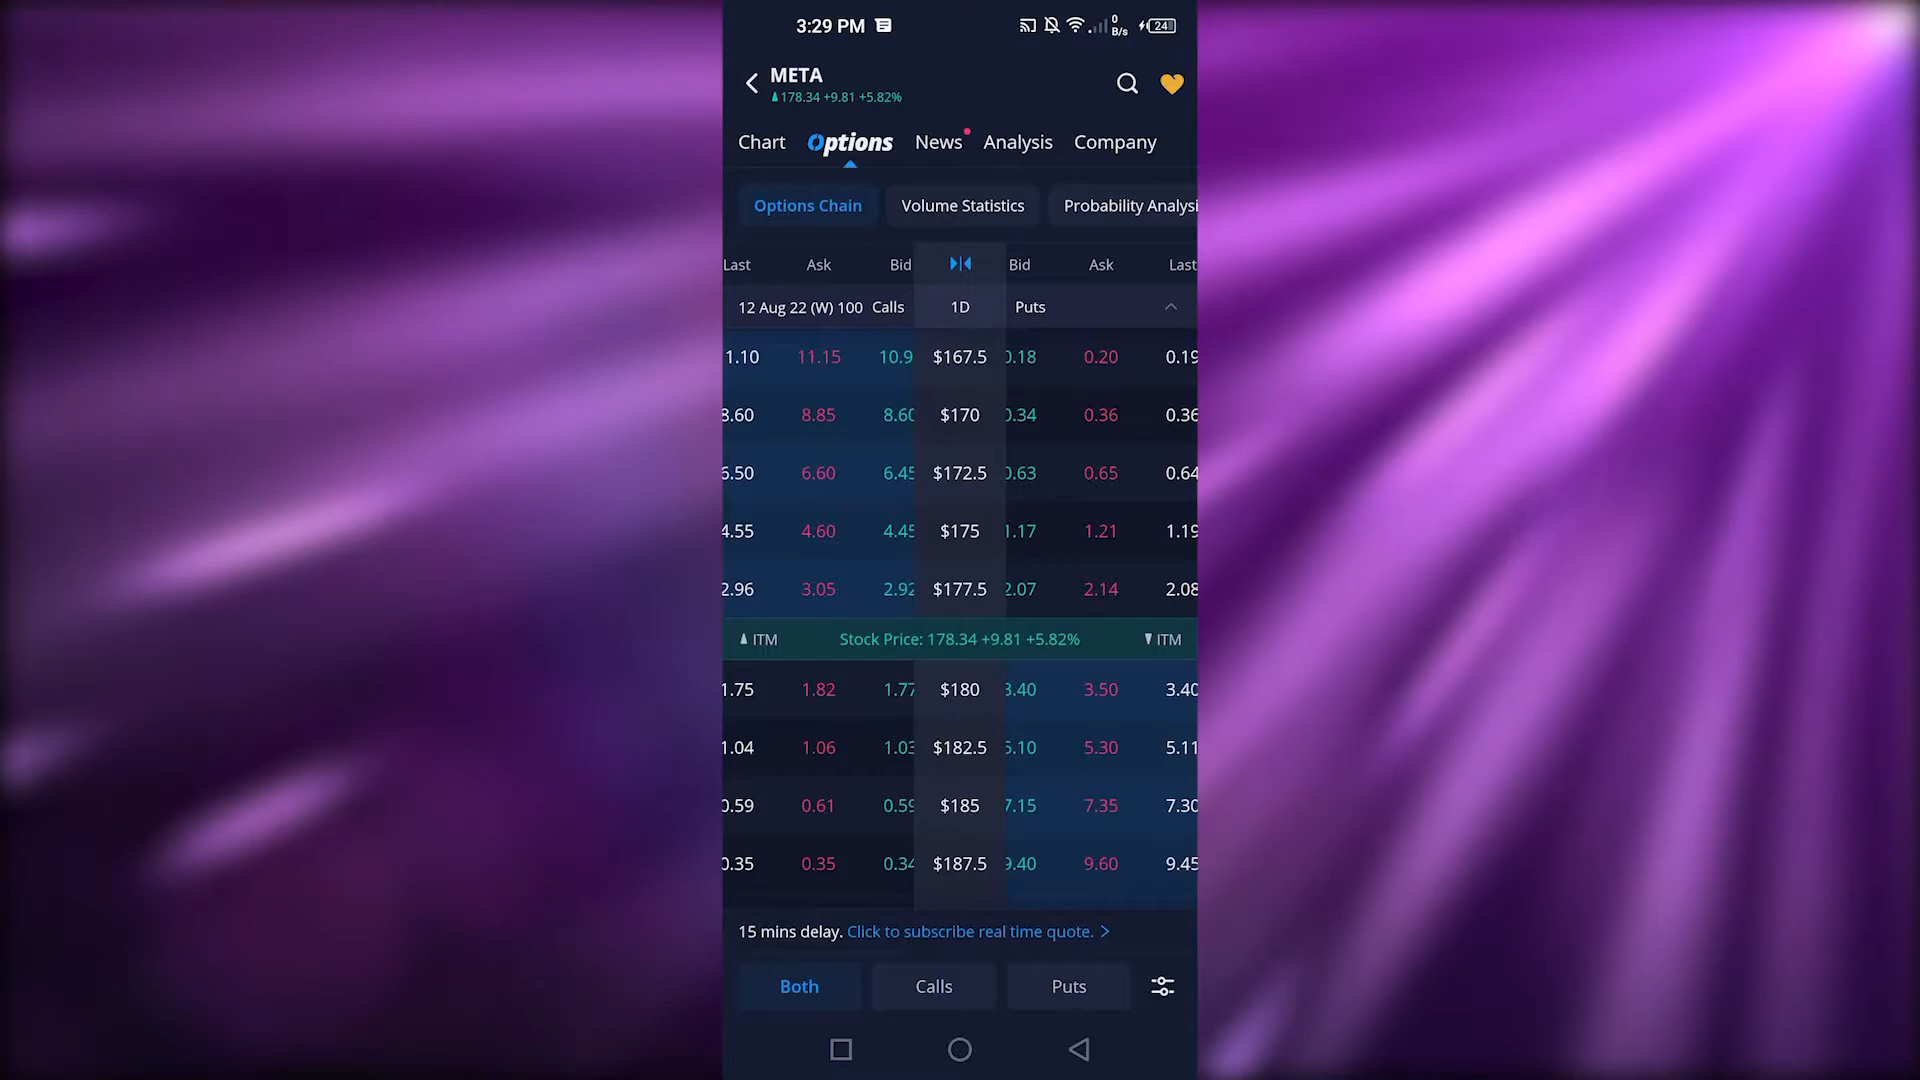 3:29 PM 0 B/s 24
META
178.34 +9.81 +5.82%
Chart Options News Analysis Company
Options Chain Volume Statistics Probability Analysi
Last Ask Bid Bid Ask Last
12 Aug 22 (W) 100 Calls 1D Puts
1.10 11.15 10.9 $167.5 0.18 0.20 0.19
8.60 8.85 8.60 $170 0.34 0.36 0.36
6.50 6.60 6.45 $172.5 0.63 0.65 0.64
4.55 4.60 4.45 $175 1.17 1.21 1.19
2.96 3.05 2.92 $177.5 2.07 2.14 2.08
ITM Stock Price: 178.34 +9.81 +5.82% ITM
1.75 1.82 1.77 $180 3.40 3.50 3.40
1.04 1.06 1.03 $182.5 5.10 5.30 5.11
0.59 0.61 0.59 $185 7.15 7.35 7.30
0.35 0.35 0.34 $187.5 9.40 9.60 9.45
15 mins delay. Click to subscribe real time quote. >
Both Calls Puts